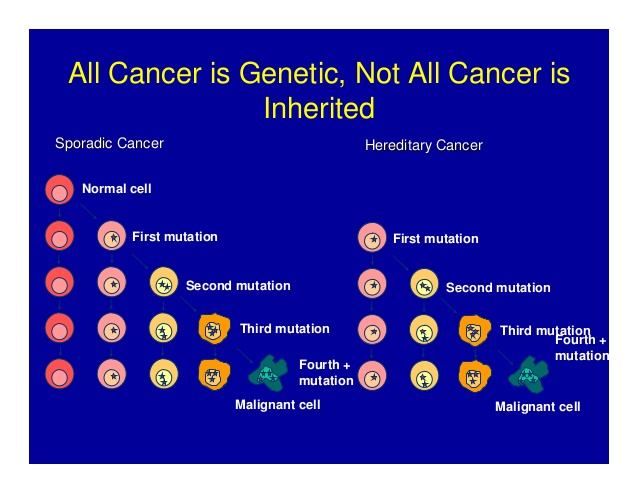 All Cancer is Genetic, Not All Cancer is
Inherited
Sporadic Cancer
Hereditary Cancer
Normal cell
First mutation
First mutation
Second mutation
Second mutation
Third mutation
Third mutation
Fourth +
mutation
Fourth +
mutation
Malignant cell
Malignant cell